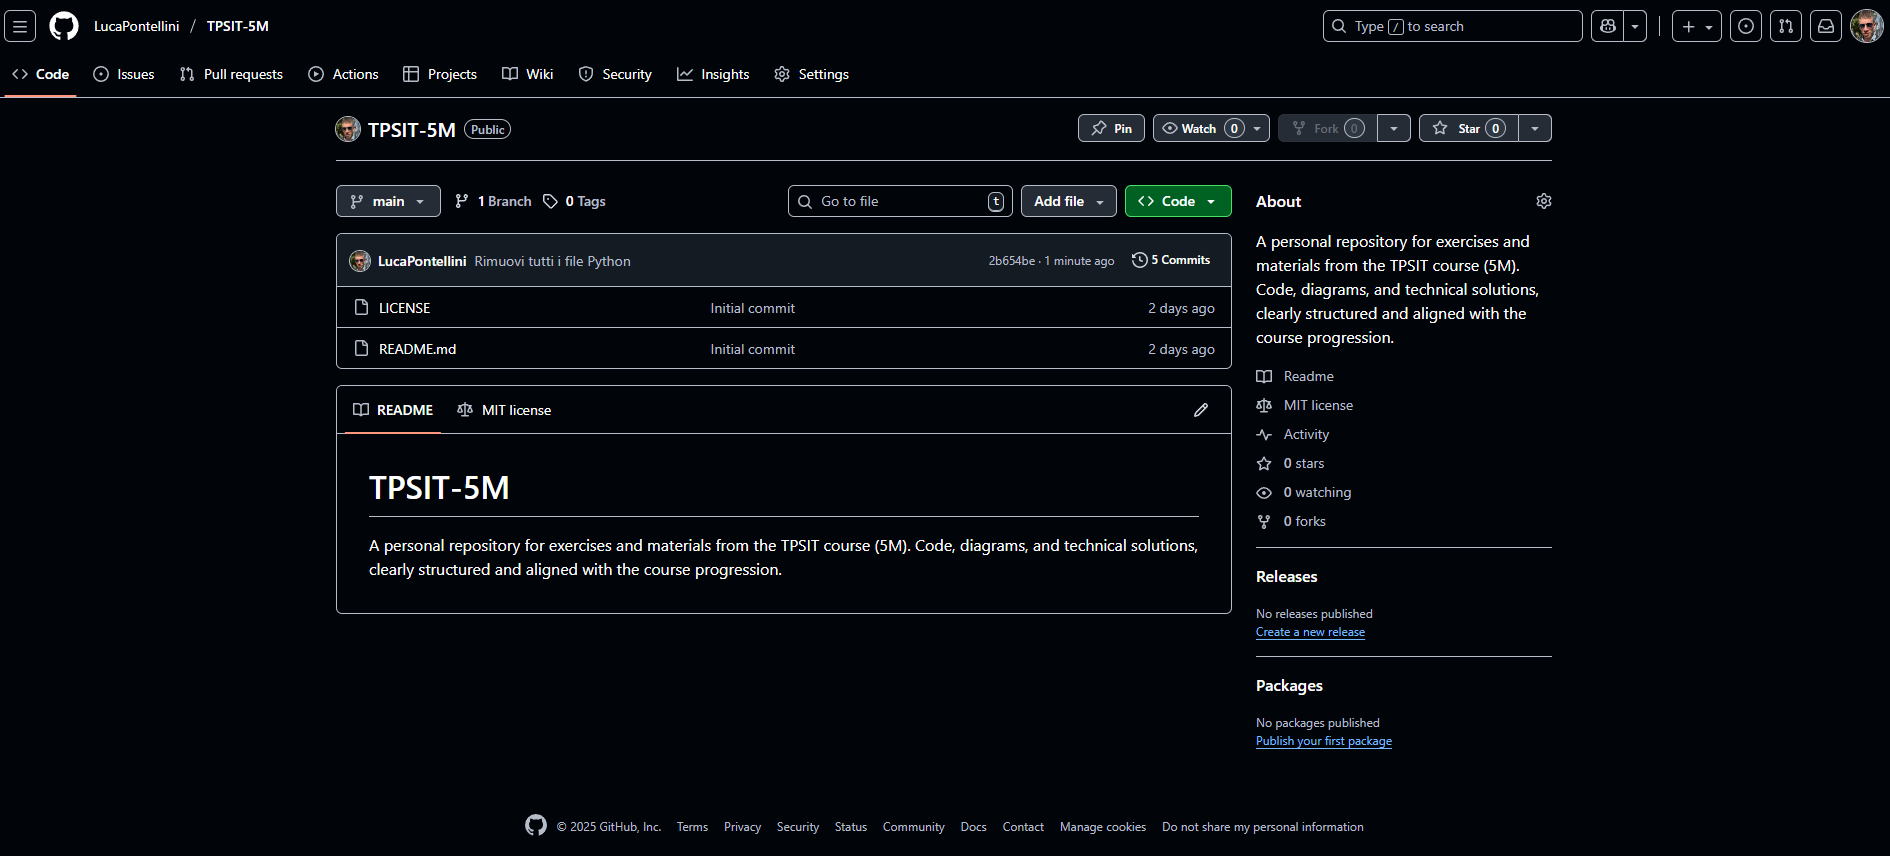 LucaPontellini / TPSIT-5M
Type / to search
Code Issues Pull requests Actions Projects Wiki Security Insights Settings
TPSIT-5M Public
Pin Watch 0 Fork 0 Star 0
main 1 Branch 0 Tags Go to file t Add file Code
LucaPontellini Rimuovi tutti i file Python 2b654be · 1 minute ago 5 Commits
LICENSE Initial commit 2 days ago
README.md Initial commit 2 days ago
README MIT license
TPSIT-5M
A personal repository for exercises and materials from the TPSIT course (5M). Code, diagrams, and technical solutions,
clearly structured and aligned with the course progression.
About
A personal repository for exercises and
materials from the TPSIT course (5M).
Code, diagrams, and technical solutions,
clearly structured and aligned with the
course progression.
Readme
MIT license
Activity
0 stars
0 watching
0 forks
Releases
No releases published
Create a new release
Packages
No packages published
Publish your first package
© 2025 GitHub, Inc. Terms Privacy Security Status Community Docs Contact Manage cookies Do not share my personal information